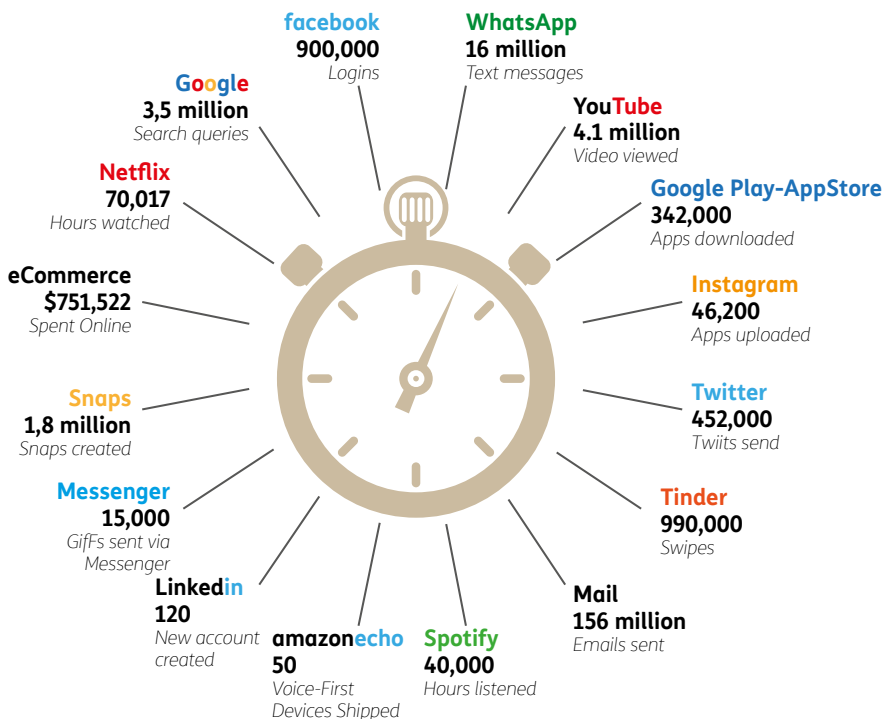 facebook
900,000
Logins
WhatsApp
16 million
Text messages
Google
3,5 million
Search queries
YouTube
4.1 million
Video viewed
Netflix
70,017
Hours watched
Google Play-AppStore
342,000
Apps downloaded
eCommerce
$751,522
Spent Online
Instagram
46,200
Apps uploaded
Snaps
1,8 million
Snaps created
Twitter
452,000
Twiits send
Messenger
15,000
GifFs sent via
Messenger
Tinder
990,000
Swipes
Linkedin
120
New account
created
amazonecho
50
Voice-First
Devices Shipped
Spotify
40,000
Hours listened
Mail
156 million
Emails sent